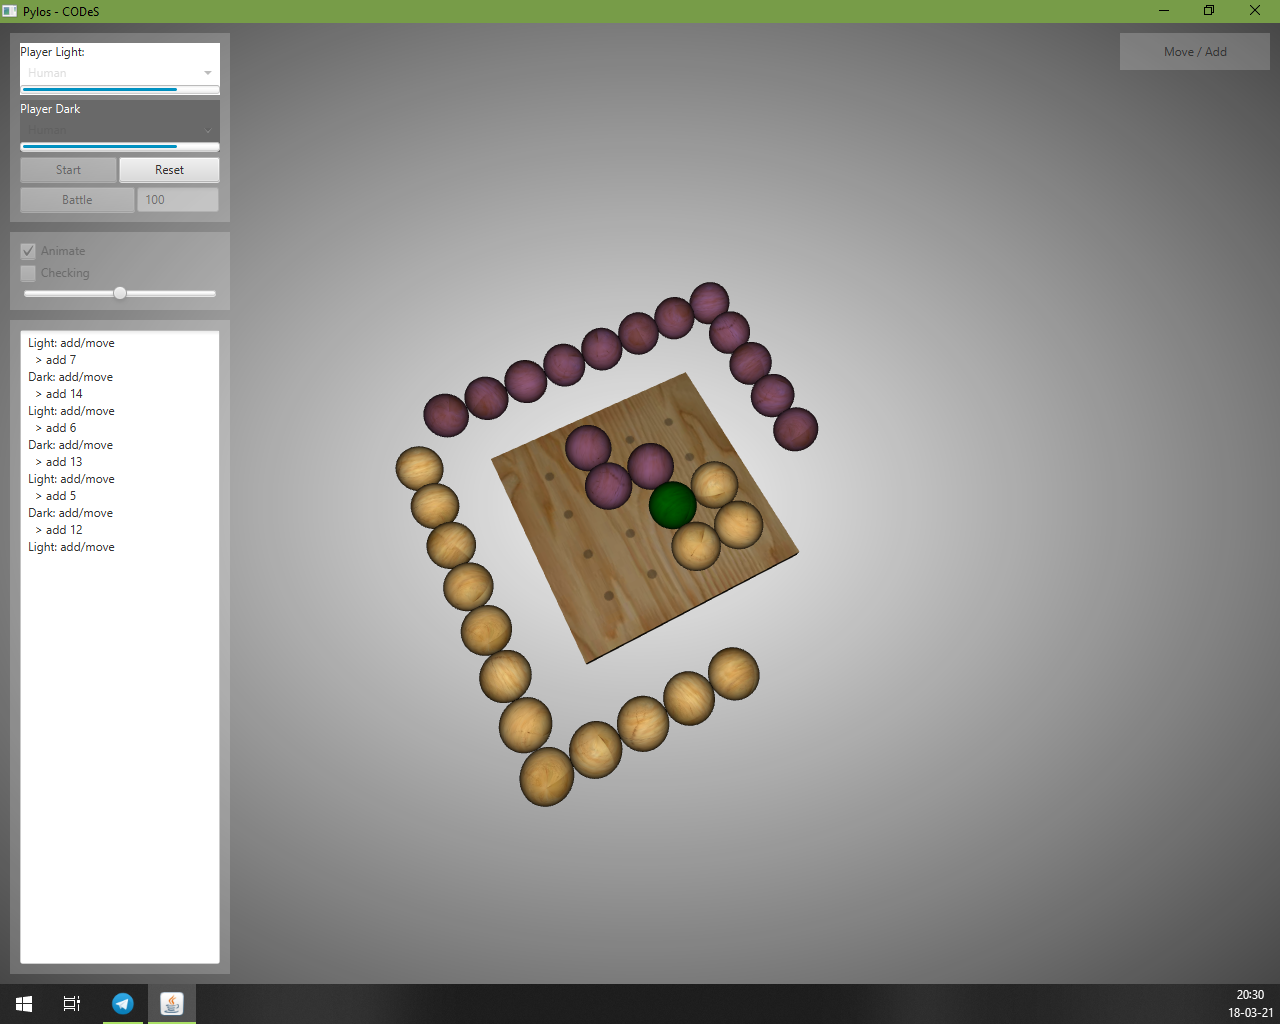 Pylos - CODeS
Player Light:
Human
Player Dark
Human
Start
Reset
Battle
100
Animate
Checking
Light: add/move
> add 7
Dark: add/move
> add 14
Light: add/move
> add 6
Dark: add/move
> add 13
Light: add/move
> add 5
Dark: add/move
> add 12
Light: add/move
Move / Add
20:30
18-03-21